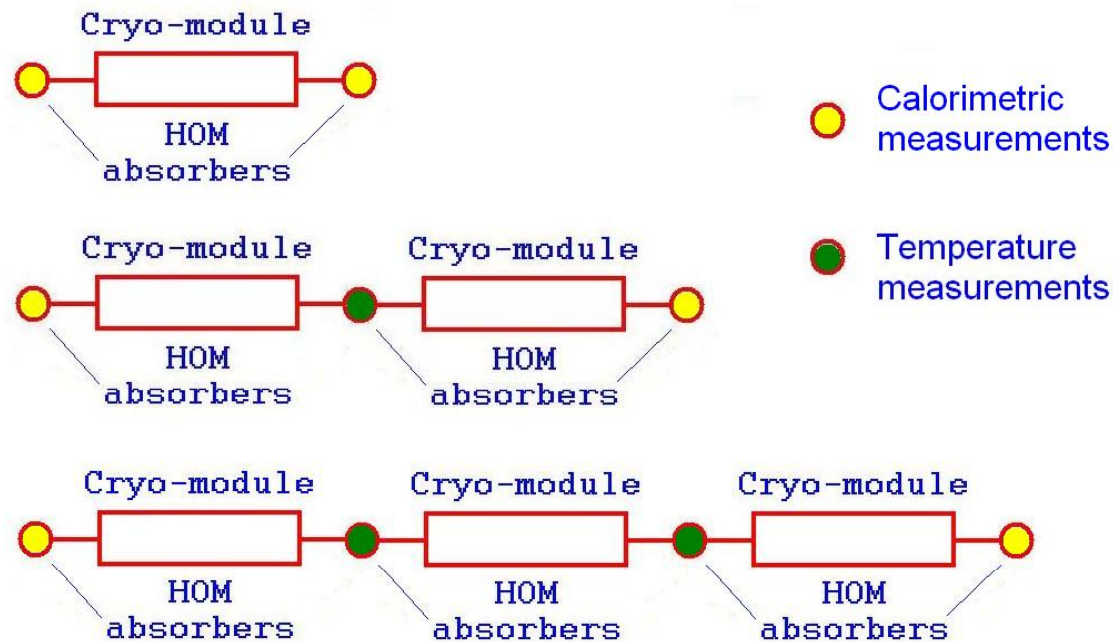 Cryo-module
HOM
absorbers
Calorimetric
measurements
Cryo-module
Cryo-module
HOM
absorbers
HOM
absorbers
Temperature
measurements
Cryo-module
Cryo-module
Cryo-module
HOM
absorbers
HOM
absorbers
HOM
absorbers